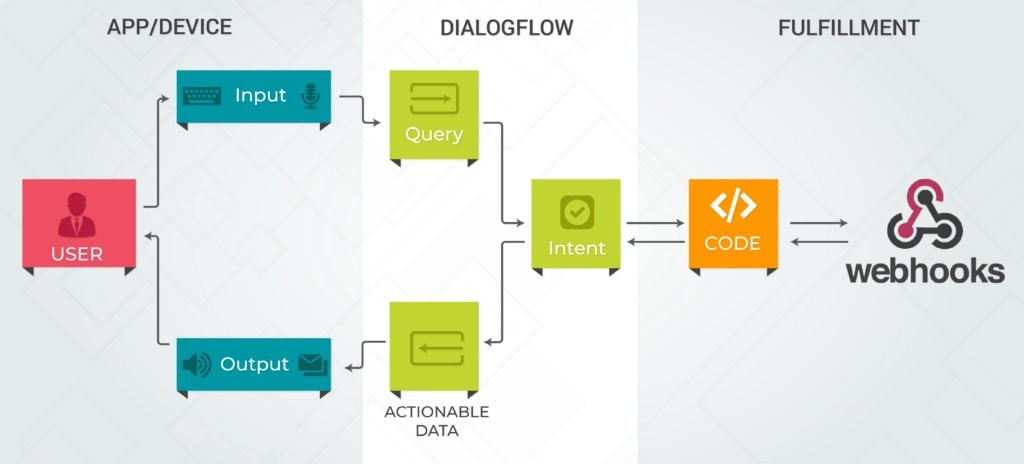 APP/DEVICE
DIALOGFLOW
FULFILLMENT
Input
Query
USER
Intent
</>
CODE
webhooks
Output
ACTIONABLE
DATA